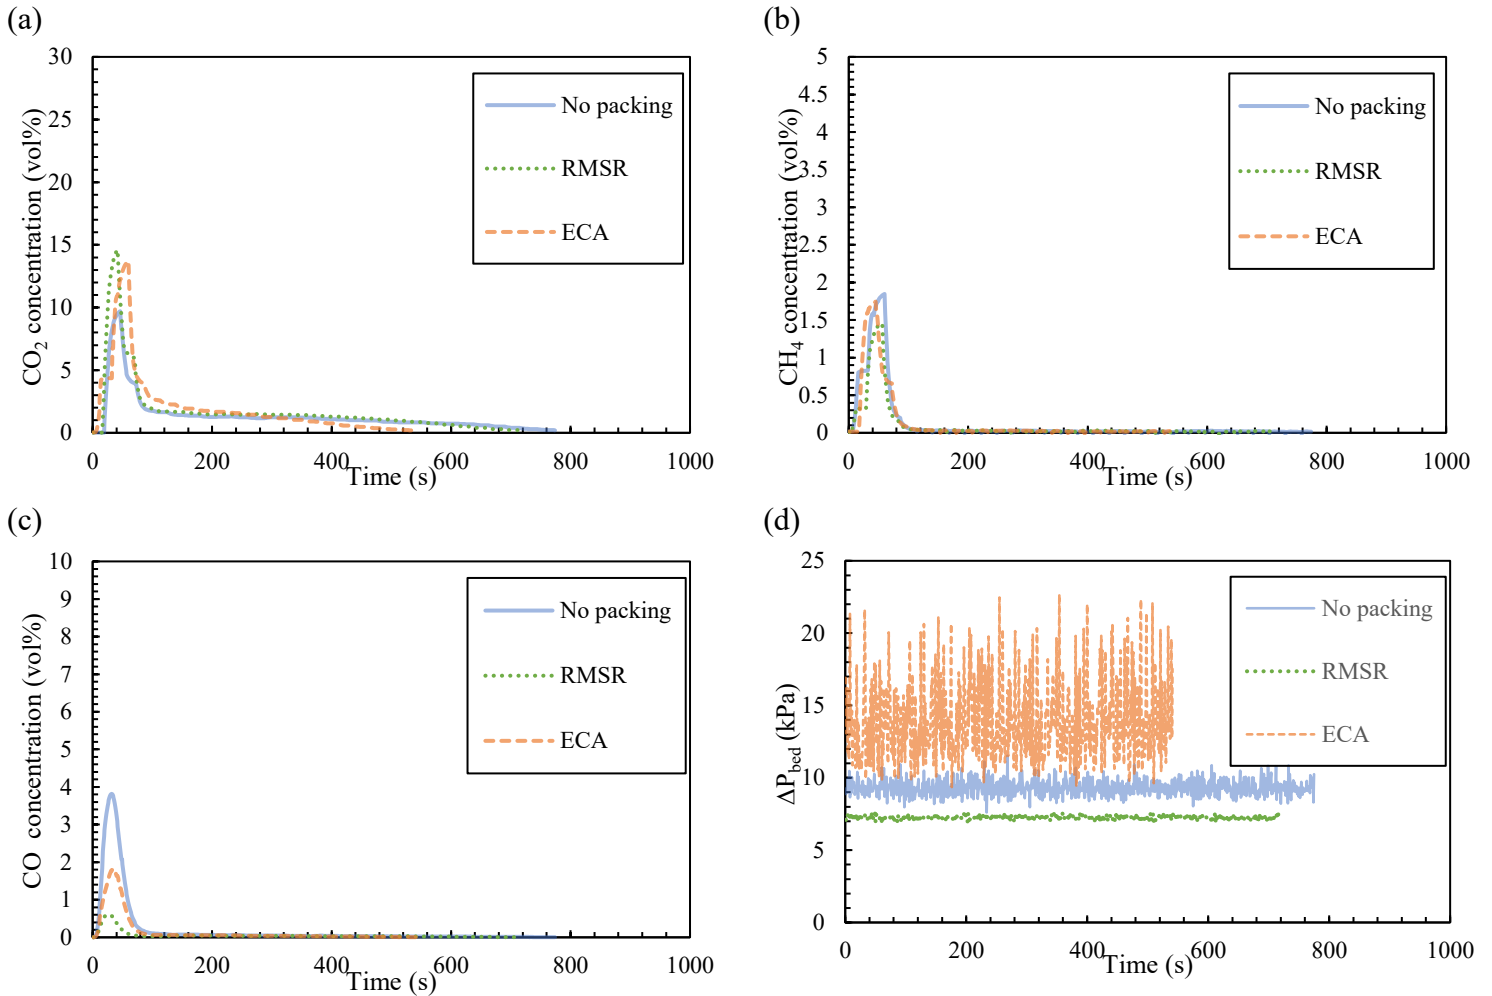 (a)
CO2 concentration (vol%)
30
25
20
15
10
5
0
0 200 400 600 800 1000
Time (s)
No packing
RMSR
ECA
(b)
CH4 concentration (vol%)
5
4.5
4
3.5
3
2.5
2
1.5
1
0.5
0
0 200 400 600 800 1000
Time (s)
No packing
RMSR
ECA
(c)
CO concentration (vol%)
10
9
8
7
6
5
4
3
2
1
0
0 200 400 600 800 1000
Time (s)
No packing
RMSR
ECA
(d)
ΔPbed (kPa)
25
20
15
10
5
0
0 200 400 600 800 1000
Time (s)
No packing
RMSR
ECA